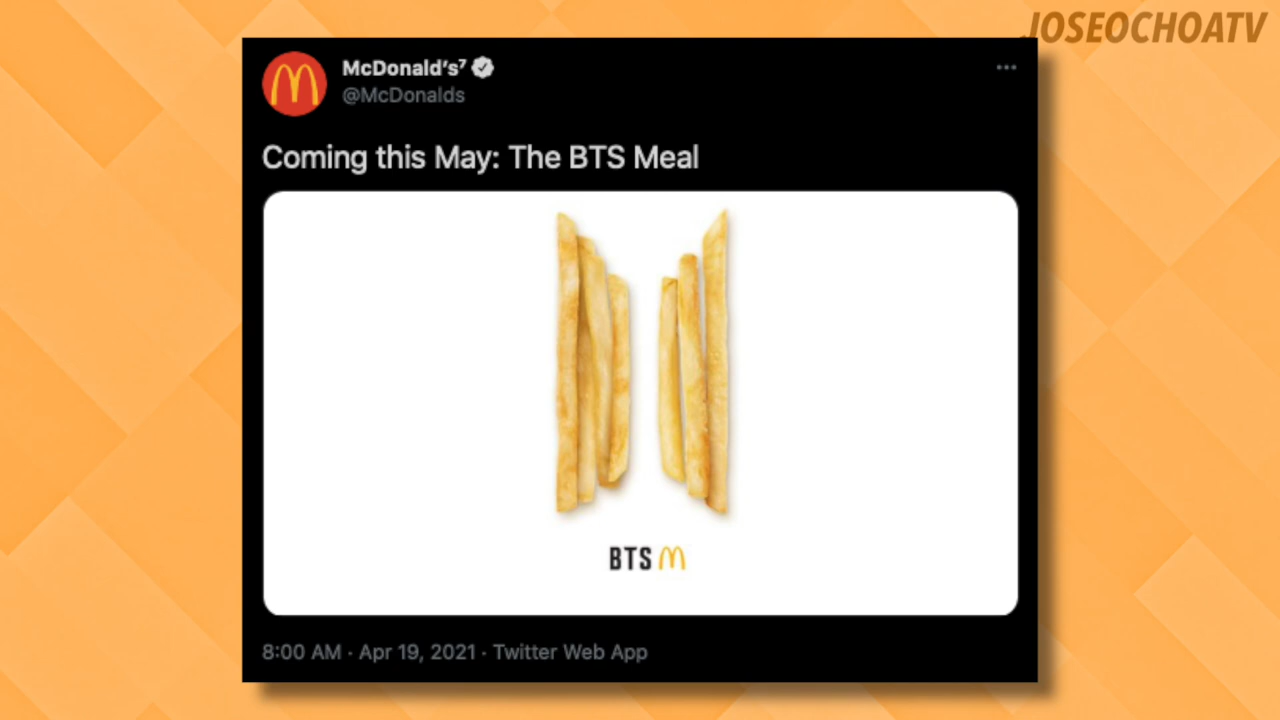 JOSEOCHOATV
McDonald's⁷
@McDonalds
Coming this May: The BTS Meal
BTS
8:00 AM · Apr 19, 2021 · Twitter Web App